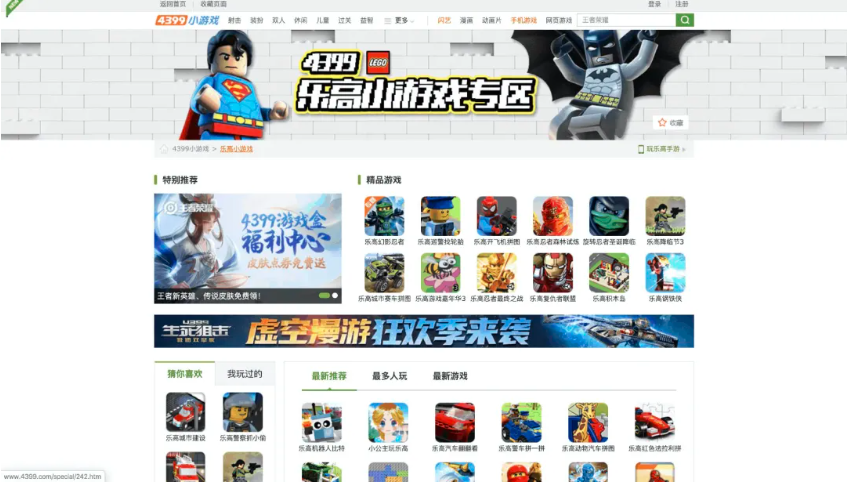 返回首页 收藏页面 登录 注册
4399小游戏 射击 装扮 双人 休闲 儿童 过关 益智 更多 闪艺 漫画 动画片 手机游戏 网页游戏 王者荣耀
4399 LEGO
乐高小游戏专区
收藏
4399小游戏 > 乐高小游戏 玩乐高手游
特别推荐
王者荣耀
4399游戏盒
福利中心
皮肤点券免费送
王者新英雄、传说皮肤免费领!
精品游戏
乐高幻影忍者 乐高运警找轮胎 乐高开飞机拼图 乐高忍者森林试炼 旋转忍者圣诞降临 乐高降临节3
乐高城市赛车拼图 乐高游戏嘉年华3 乐高忍者最终之战 乐高复仇者联盟 乐高积木岛 乐高钢铁侠
生死狙击 虚空漫游狂欢季来袭
猜你喜欢 我玩过的
乐高城市建设 乐高警察抓小偷
最新推荐 最多人玩 最新游戏
乐高机器人比特 小公主玩乐高 乐高汽车翻翻看 乐高警车拼一拼 乐高动物汽车拼图 乐高红色法拉利拼
www.4399.com/special/242.htm